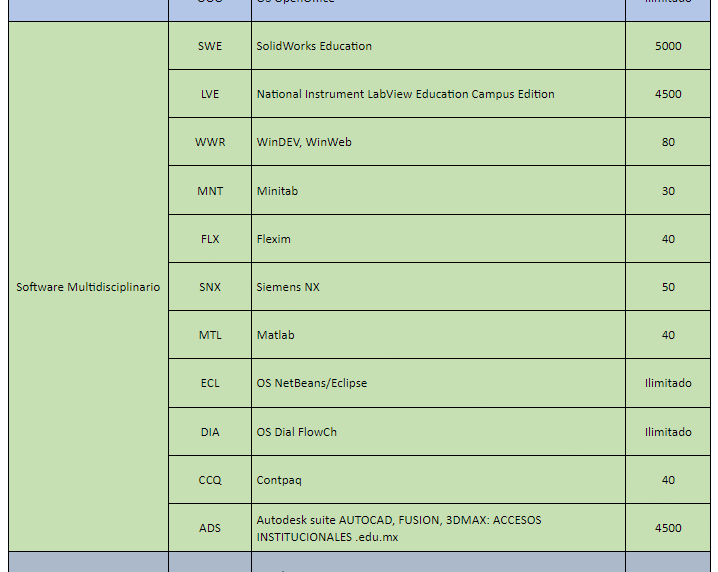 OS OpenOffice
Ilimitado
SWE SolidWorks Education 5000
LVE National Instrument LabView Education Campus Edition 4500
WWR WinDEV, WinWeb 80
MNT Minitab 30
FLX Flexim 40
Software Multidisciplinario SNX Siemens NX 50
MTL Matlab 40
ECL OS NetBeans/Eclipse Ilimitado
DIA OS Dial FlowCh Ilimitado
CCQ Contpaq 40
ADS Autodesk suite AUTOCAD, FUSION, 3DMAX: ACCESOS
INSTITUCIONALES .edu.mx 4500